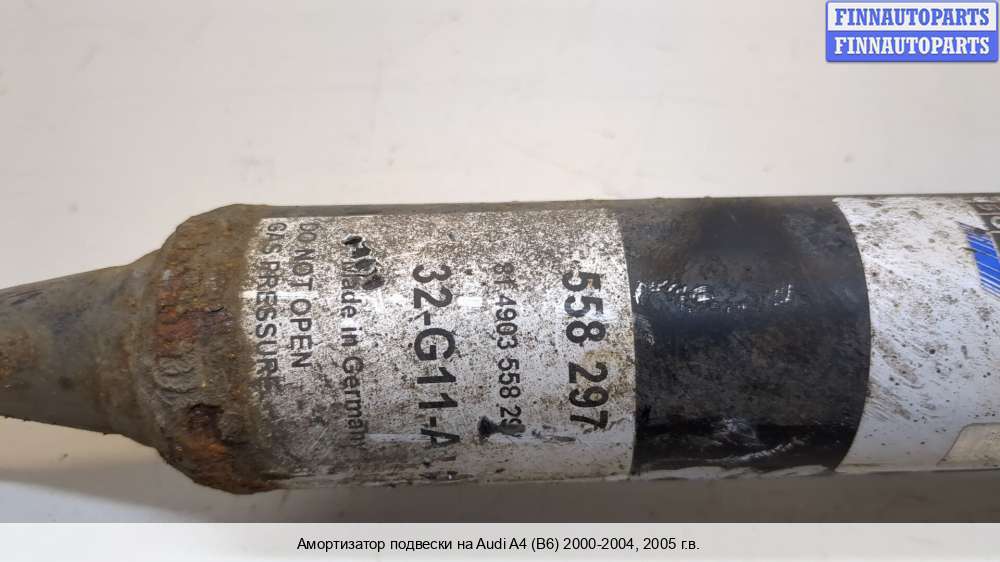 FINNAUTOPARTS
FINNAUTOPARTS
558 297
81 4903 558 29
32-G11-A
Made in German
DO NOT OPEN
GAS PRESSURE
Амортизатор подвески на Audi A4 (B6) 2000-2004, 2005 г.в.